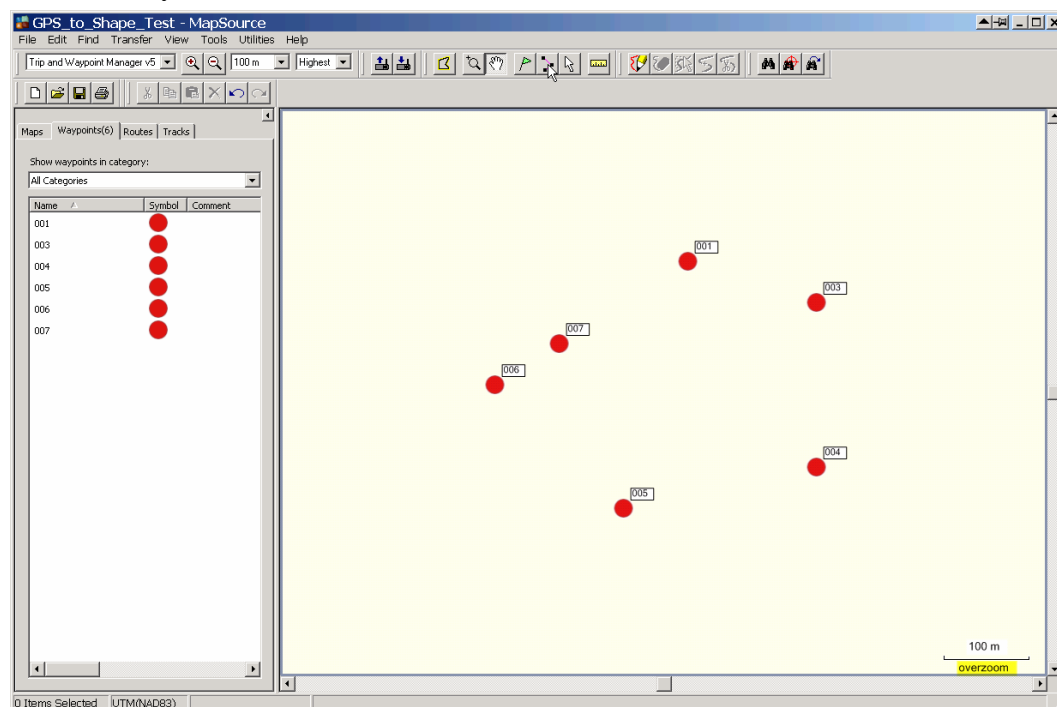 GPS_to_Shape_Test - MapSource
File Edit Find Transfer View Tools Utilities Help
Trip and Waypoint Manager v5 100 m Highest
Maps Waypoints(6) Routes Tracks
Show waypoints in category:
All Categories
Name Symbol Comment
001
003
004
005
006
007
001
003
007
006
004
005
100 m
overzoom
0 Items Selected UTM(NAD83)